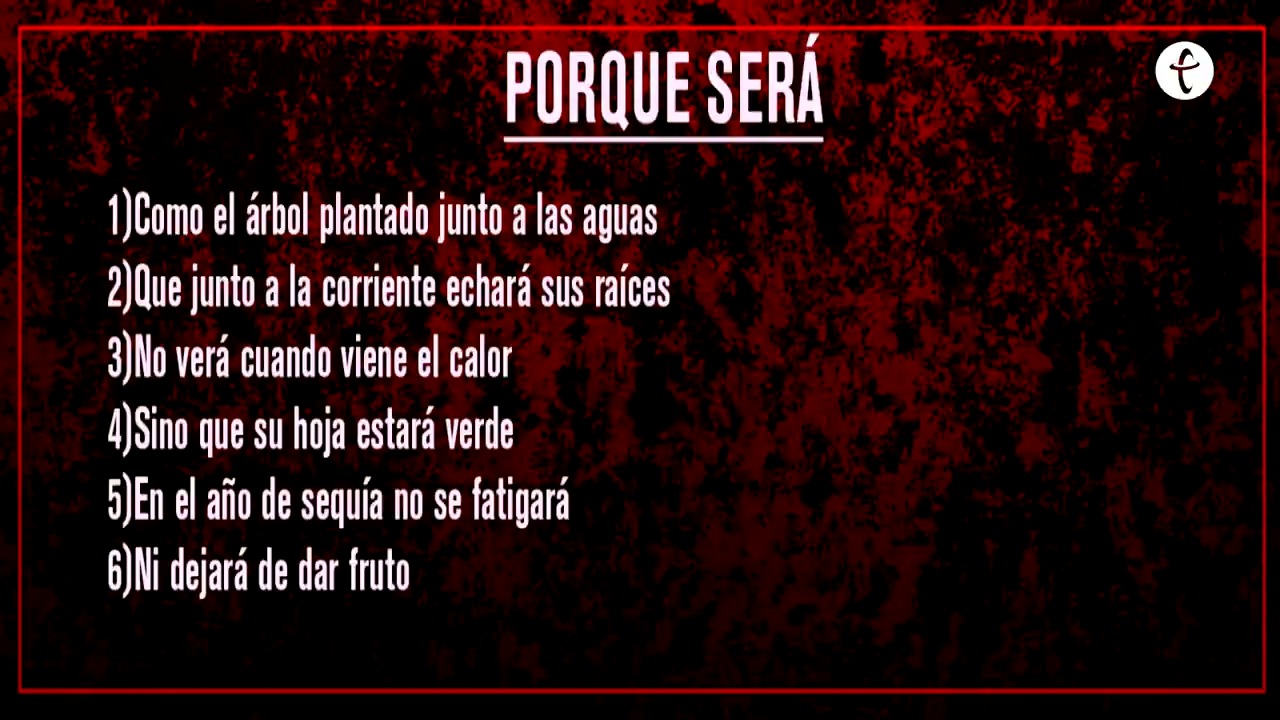 PORQUE SERÁ
1)Como el árbol plantado junto a las aguas
2)Que junto a la corriente echará sus raíces
3)No verá cuando viene el calor
4)Sino que su hoja estará verde
5)En el año de sequía no se fatigará
6)Ni dejará de dar fruto